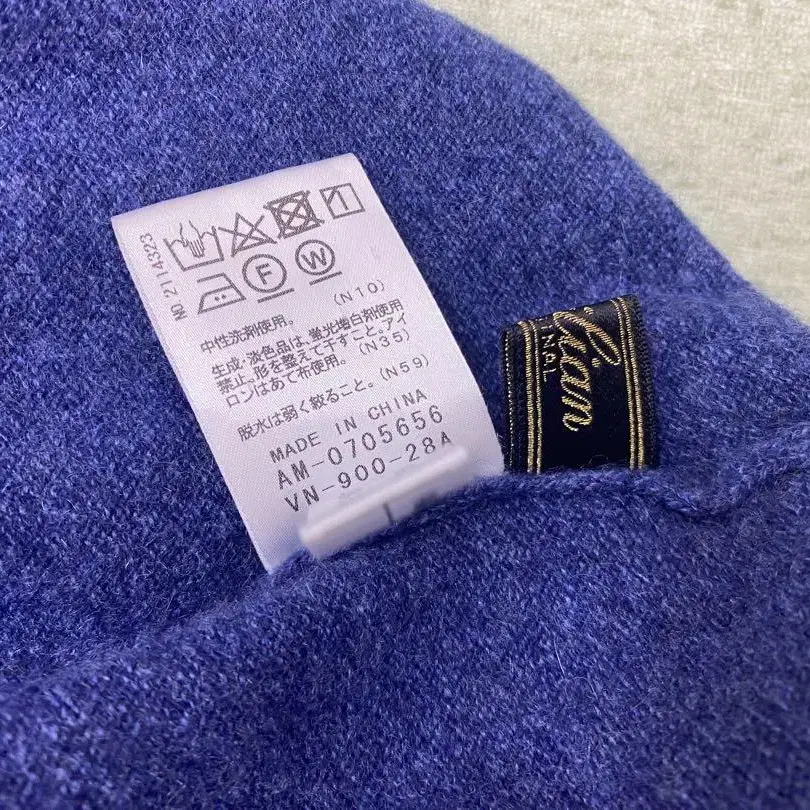 NO.2114323
F
W
中性洗剤使用。(N10)
生成・淡色品は、蛍光増白剤使用
禁止。形を整えて干すこと。アイ
ロンはあて布使用。(N35)
脱水は弱く絞ること。(N59)
MADE IN CHINA
AM-0705656
VN-900-28A